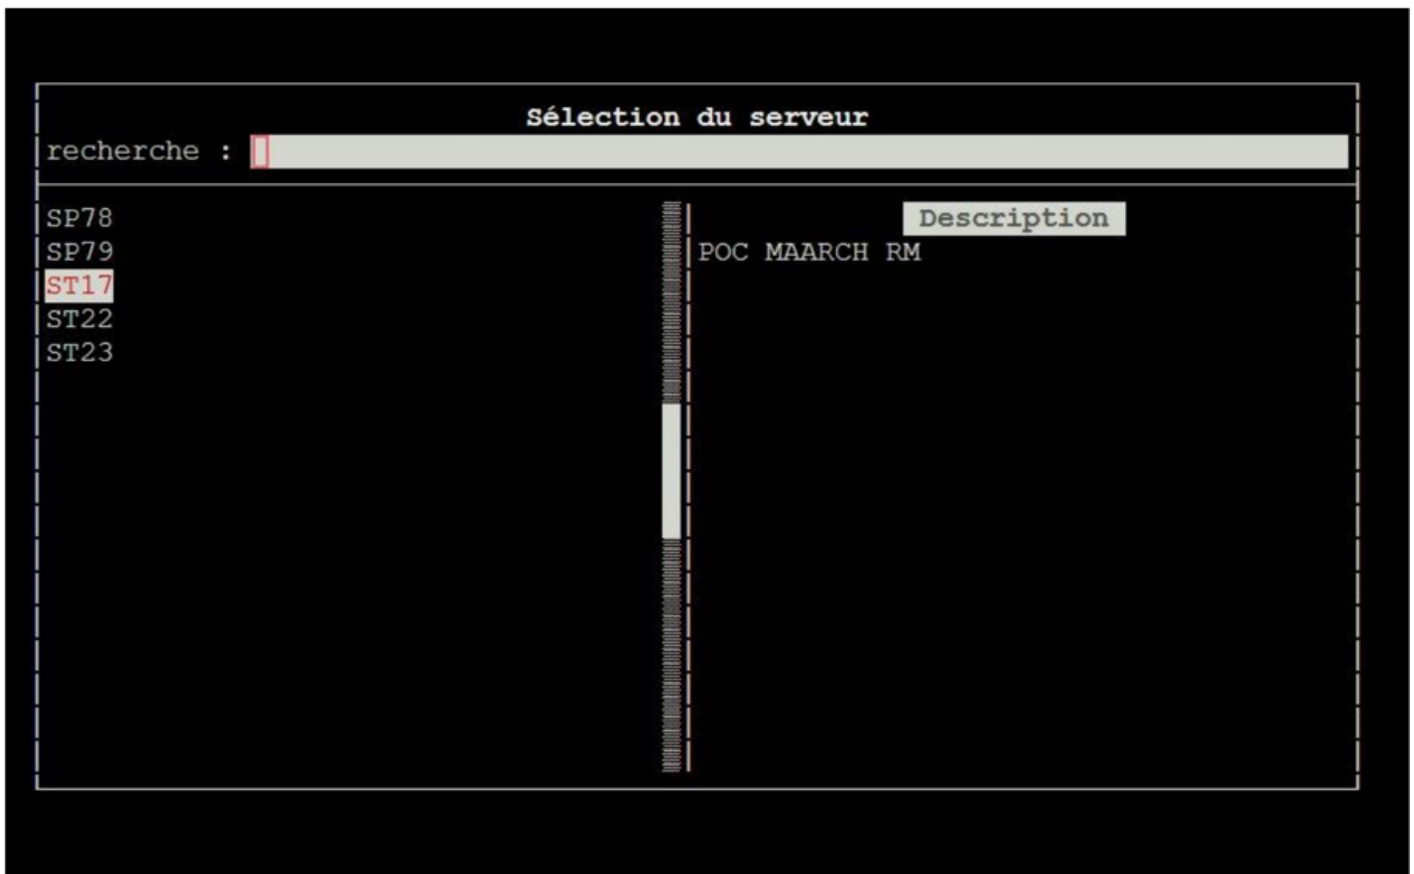 Sélection du serveur
recherche :
SP78
SP79
ST17
ST22
ST23
Description
POC MAARCH RM